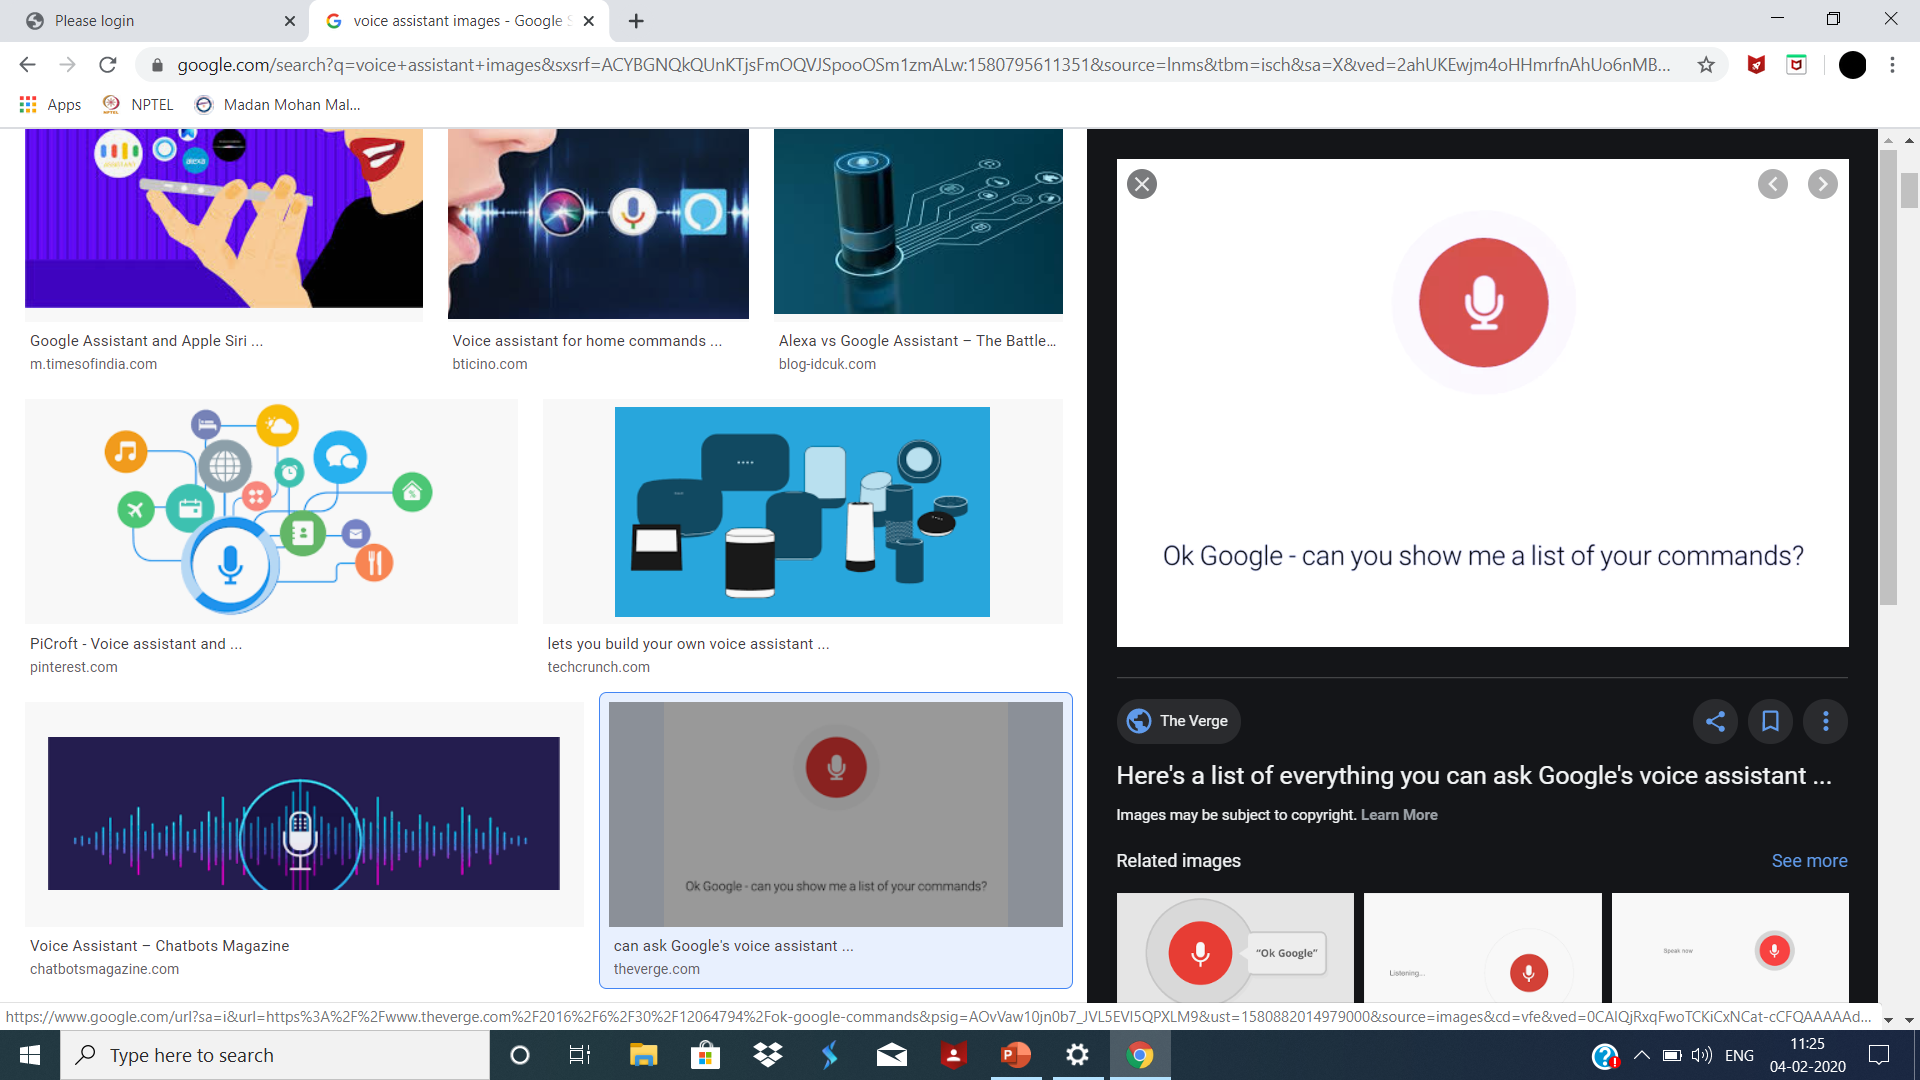 Please login
voice assistant images - Google S
google.com/search?q=voice+assistant+images&sxsrf=ACYBGNQkQUnKTjsFmOQVJSpooOSm1zmALw:1580795611351&source=lnms&tbm=isch&sa=X&ved=2ahUKEwjm4oHHmrfnAhUo6nMB...
Apps
NPTEL
Madan Mohan Mal...
alexa
Google Assistant and Apple Siri ...
m.timesofindia.com
Voice assistant for home commands ...
bticino.com
Alexa vs Google Assistant – The Battle...
blog-idcuk.com
PiCroft - Voice assistant and ...
pinterest.com
lets you build your own voice assistant ...
techcrunch.com
Voice Assistant – Chatbots Magazine
chatbotsmagazine.com
Ok Google - can you show me a list of your commands?
can ask Google's voice assistant ...
theverge.com
Ok Google - can you show me a list of your commands?
The Verge
Here's a list of everything you can ask Google's voice assistant ...
Images may be subject to copyright. Learn More
Related images
See more
“Ok Google”
Listening...
Speak now
https://www.google.com/url?sa=i&url=https%3A%2F%2Fwww.theverge.com%2F2016%2F6%2F30%2F12064794%2Fok-google-commands&psig=AOvVaw10jn0b7_JVL5EVI5QPXLM9&ust=1580882014979000&source=images&cd=vfe&ved=0CAIQjRxqFwoTCKiCxNCat-cCFQAAAAAd...
Type here to search
ENG
11:25
04-02-2020